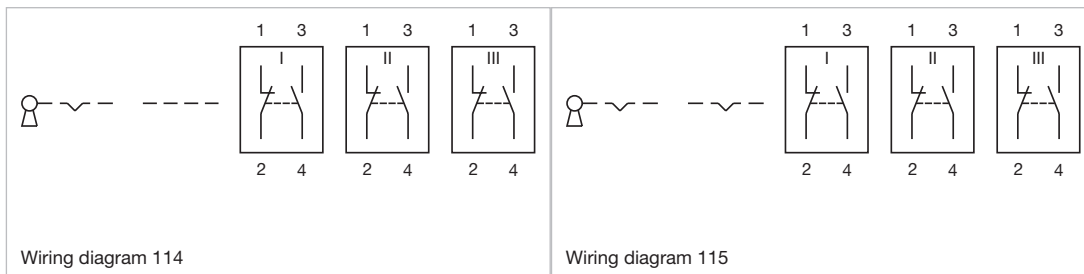 1 3 1 3 1 3
I II III
2 4 2 4 2 4
Wiring diagram 114
1 3 1 3 1 3
I II III
2 4 2 4 2 4
Wiring diagram 115